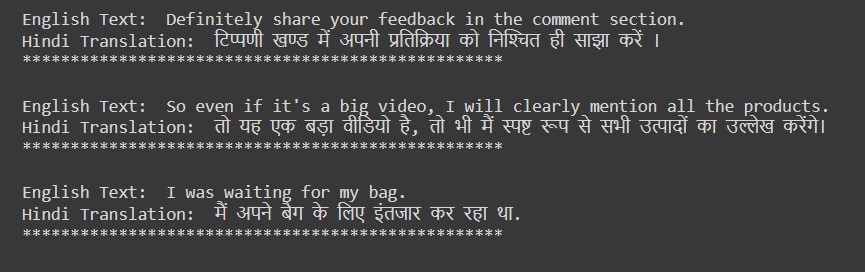 English Text:  Definitely share your feedback in the comment section.
Hindi Translation:  टिप्पणी खण्ड में अपनी प्रतिक्रिया को निश्चित ही साझा करें ।
**************************************************
English Text:  So even if it's a big video, I will clearly mention all the products.
Hindi Translation:  तो यह एक बड़ा वीडियो है, तो भी मैं स्पष्ट रूप से सभी उत्पादों का उल्लेख करेंगे।
**************************************************
English Text:  I was waiting for my bag.
Hindi Translation:  मैं अपने बेग के लिए इंतजार कर रहा था.
**************************************************